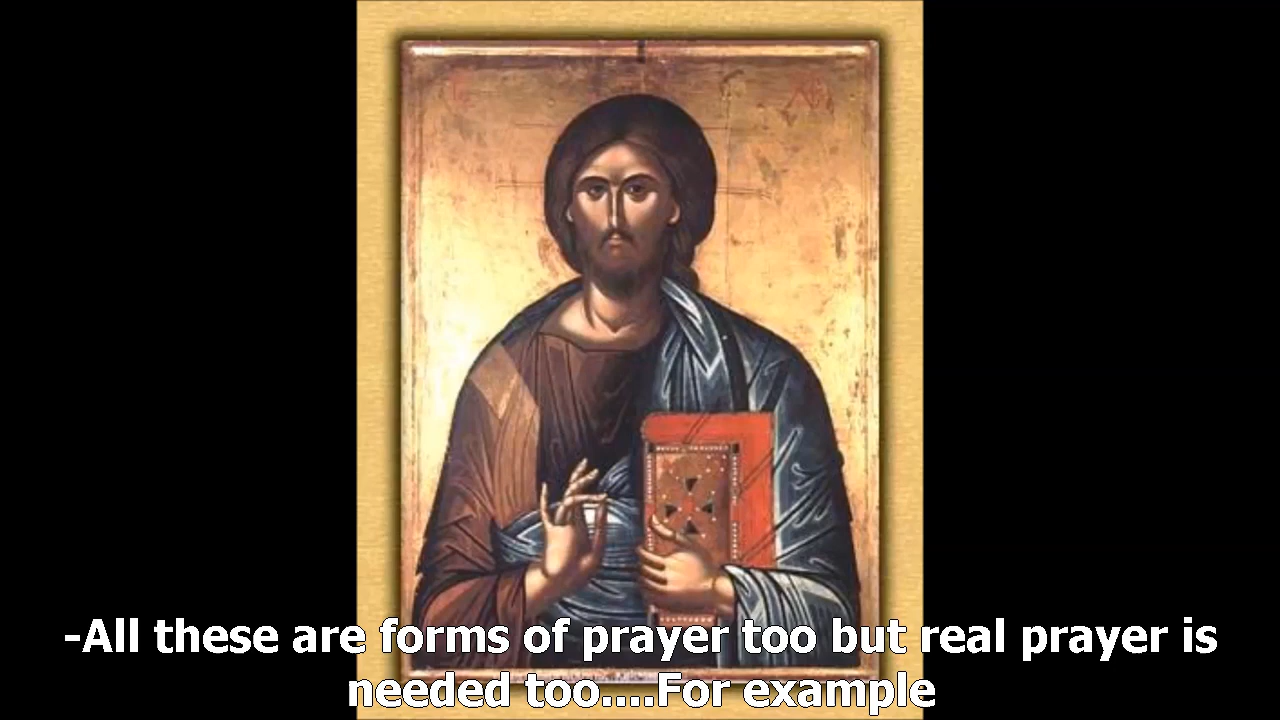 -All these are forms of prayer too but real prayer is
needed too....For example